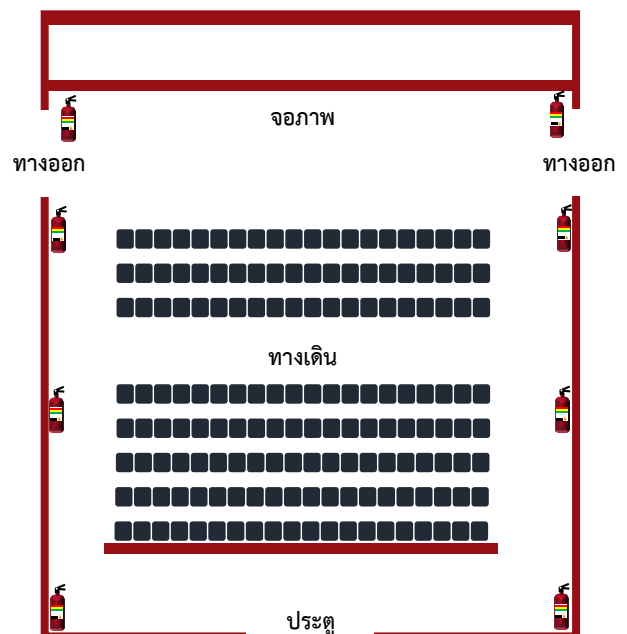 จอภาพ
ทางออก
ทางออก
ทางเดิน
ประตู